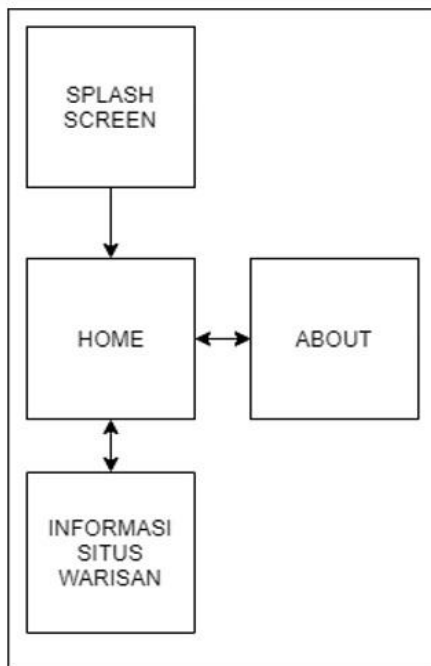 SPLASH
SCREEN
HOME
ABOUT
INFORMASI
SITUS
WARISAN